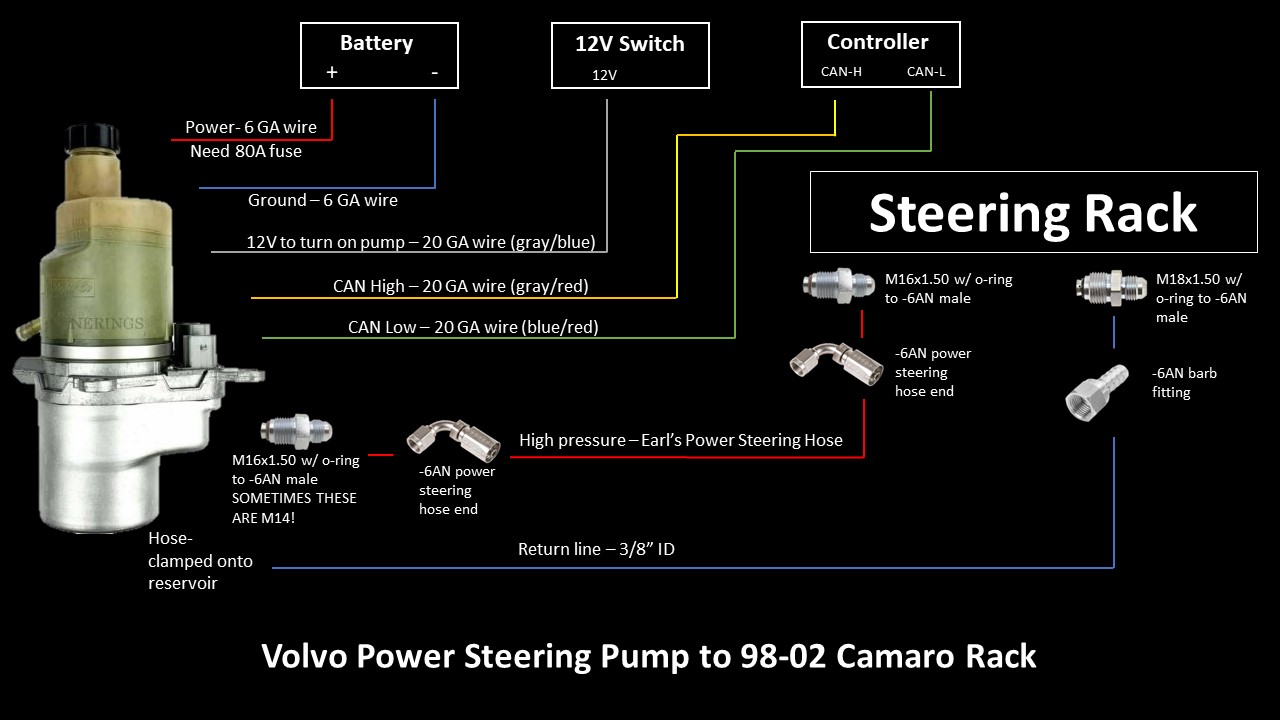 Battery
+ -
12V Switch
12V
Controller
CAN-H CAN-L
Power- 6 GA wire
Need 80A fuse
Ground – 6 GA wire
12V to turn on pump – 20 GA wire (gray/blue)
CAN High – 20 GA wire (gray/red)
CAN Low – 20 GA wire (blue/red)
NERINGS
Steering Rack
M16x1.50 w/ o-ring
to -6AN male
M18x1.50 w/
o-ring to -6AN
male
-6AN power
steering
hose end
-6AN barb
fitting
High pressure – Earl’s Power Steering Hose
M16x1.50 w/ o-ring
to -6AN male
SOMETIMES THESE
ARE M14!
-6AN power
steering
hose end
Hose-
clamped onto
reservoir
Return line – 3/8” ID
Volvo Power Steering Pump to 98-02 Camaro Rack